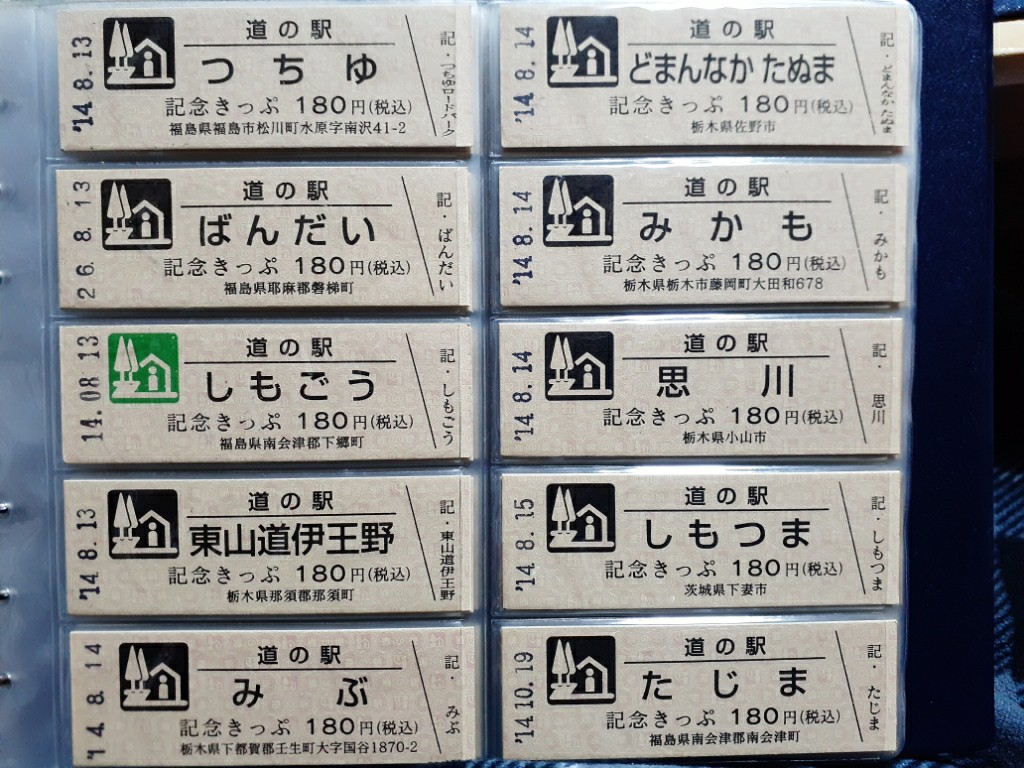 '14 8. 13
道の駅
つちゆ
記念きっぷ 180円(税込)
福島県福島市松川町水原字南沢41-2
記・つちゆロードパーク
2 6. 8. 13
道の駅
ばんだい
記念きっぷ 180円(税込)
福島県耶麻郡磐梯町
記・ばんだい
14. 08 13
道の駅
しもごう
記念きっぷ 180円(税込)
福島県南会津郡下郷町
記・しもごう
'14 8. 13
道の駅
東山道伊王野
記念きっぷ 180円(税込)
栃木県那須郡那須町
記・東山道伊王野
'1 4. 8. 14
道の駅
みぶ
記念きっぷ 180円(税込)
栃木県下都賀郡壬生町大字国谷1870-2
記・みぶ
'14 8. 14
道の駅
どまんなか たぬま
記念きっぷ 180円(税込)
栃木県佐野市
記・どまんなか たぬま
'14 8. 14
道の駅
みかも
記念きっぷ 180円(税込)
栃木県栃木市藤岡町大田和678
記・みかも
'14 8. 14
道の駅
思川
記念きっぷ 180円(税込)
栃木県小山市
記・思川
'14 8. 15
道の駅
しもつま
記念きっぷ 180円(税込)
茨城県下妻市
記・しもつま
'14 10. 19
道の駅
たじま
記念きっぷ 180円(税込)
福島県南会津郡南会津町
記・たじま